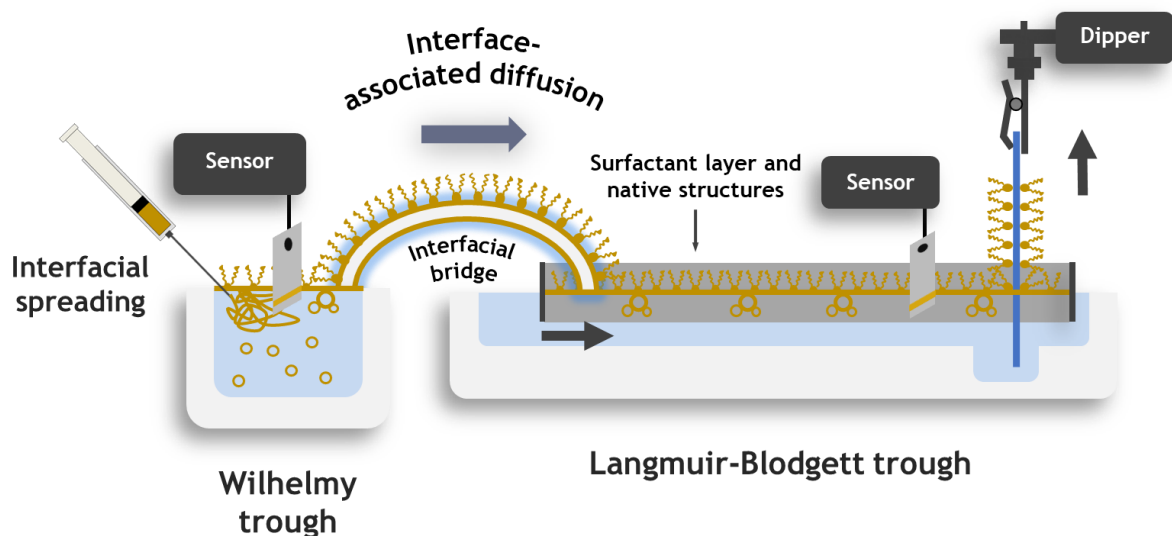 Interface-
associated diffusion
Dipper
Sensor
Surfactant layer and
native structures
Sensor
Interfacial
spreading
Interfacial
bridge
Wilhelmy
trough
Langmuir-Blodgett trough